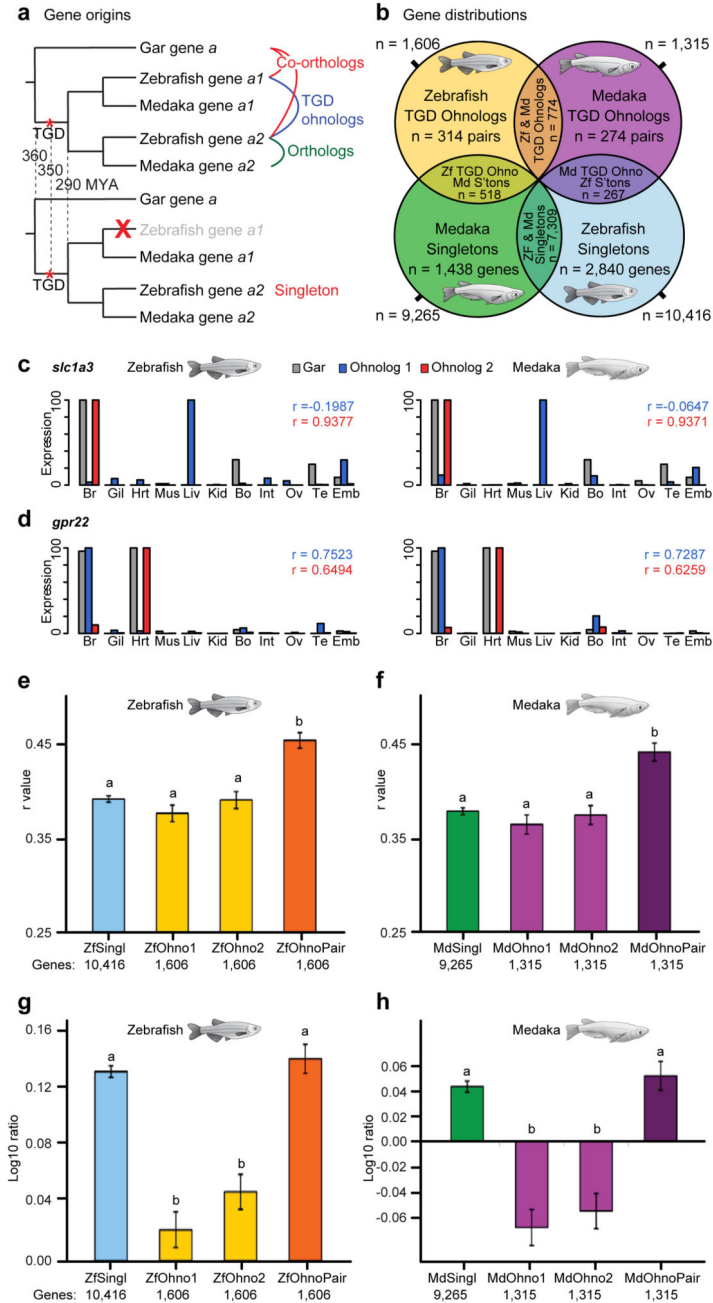 a Gene origins
Gar gene a
Co-orthologs
Zebrafish gene a1
Medaka gene a1
TGD
ohnologs
TGD
Zebrafish gene a2
Orthologs
Medaka gene a2
360
350
290 MYA
Gar gene a
X Zebrafish gene a1
Medaka gene a1
TGD
Zebrafish gene a2 Singleton
Medaka gene a2
b Gene distributions
n = 1,606
n = 1,315
Zebrafish
TGD Ohnologs
n = 314 pairs
Zf & Md
TGD Ohnologs
n = 774
Medaka
TGD Ohnologs
n = 274 pairs
Zf TGD Ohno
Md S'tons
n = 518
Md TGD Ohno
Zf S'tons
n = 267
Medaka
Singletons
n = 1,438 genes
ZF & Md
Singletons
n = 7,309
Zebrafish
Singletons
n = 2,840 genes
n = 9,265
n =10,416
c slc1a3 Zebrafish Gar Ohnolog 1 Ohnolog 2 Medaka
Expression
100
0
r =-0.1987
r = 0.9377
Br Gil Hrt Mus Liv Kid Bo Int Ov Te Emb
100
0
r =-0.0647
r = 0.9371
Br Gil Hrt Mus Liv Kid Bo Int Ov Te Emb
d gpr22
Expression
100
0
r = 0.7523
r = 0.6494
Br Gil Hrt Mus Liv Kid Bo Int Ov Te Emb
100
0
r = 0.7287
r = 0.6259
Br Gil Hrt Mus Liv Kid Bo Int Ov Te Emb
e Zebrafish
r value
0.45
0.35
0.25
a a a b
ZfSingl ZfOhno1 ZfOhno2 ZfOhnoPair
Genes: 10,416 1,606 1,606 1,606
f Medaka
r value
0.45
0.35
0.25
a a a b
MdSingl MdOhno1 MdOhno2 MdOhnoPair
9,265 1,315 1,315 1,315
g Zebrafish
Log10 ratio
0.16
0.12
0.08
0.04
0.00
a b b a
ZfSingl ZfOhno1 ZfOhno2 ZfOhnoPair
Genes: 10,416 1,606 1,606 1,606
h Medaka
Log10 ratio
0.06
0.04
0.02
0.00
-0.02
-0.04
-0.06
a b b a
MdSingl MdOhno1 MdOhno2 MdOhnoPair
9,265 1,315 1,315 1,315